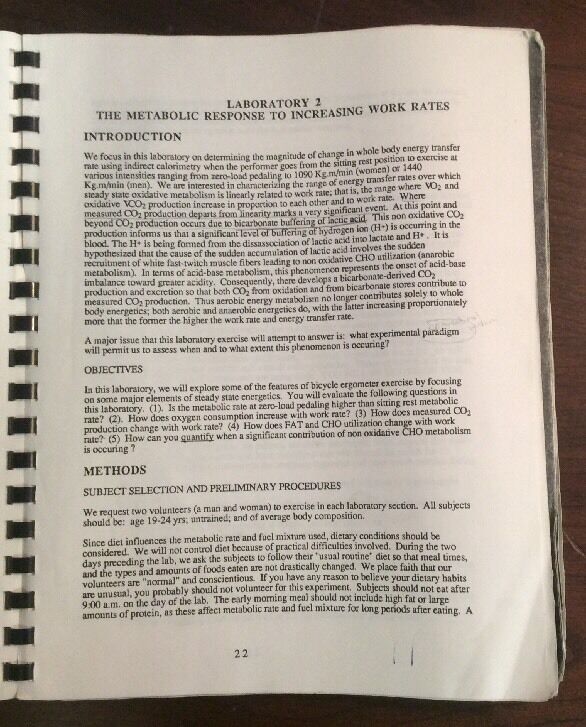 LABORATORY 2
THE METABOLIC RESPONSE TO INCREASING WORK RATES
INTRODUCTION
We focus in this laboratory on determining the magnitude of change in whole body energy transfer
rate using indirect calorimetry when the performer goes from the sitting rest position to exercise at
various intensities ranging from zero-load pedaling to 1090 Kg.m/min (women) or 1440
Kg.m/min (men). We are interested in characterizing the range of energy transfer rates over which
steady state oxidative metabolism is linearly related to work rate; that is, the range where VO2 and
oxidative VCO2 production increase in proportion to each other and to work rate. Where
measured CO2 production departs from linearity marks a very significant event. At this point and
beyond CO2 production occurs due to bicarbonate buffering of lactic acid. This non oxidative CO2
production informs us that a significant level of buffering of hydrogen ion (H+) is occurring in the
blood. The H+ is being formed from the dissassociation of lactic acid into lactate and H+. It is
hypothesized that the cause of the sudden accumulation of lactic acid involves the sudden
recruitment of white fast-twitch muscle fibers leading to non oxidative CHO utilization (anarobic
metabolism). In terms of acid-base metabolism, this phenomenon represents the onset of acid-base
imbalance toward greater acidity. Consequently, there develops a bicarbonate-derived CO2
production and excretion so that both CO2 from oxidation and from bicarbonate stores contribute to
measured CO2 production. Thus aerobic energy metabolism no longer contributes solely to whole
body energetics; both aerobic and anaerobic energetics do, with the latter increasing proportionately
more that the former the higher the work rate and energy transfer rate.
A major issue that this laboratory exercise will attempt to answer is: what experimental paradigm
will permit us to assess when and to what extent this phenomenon is occuring?
OBJECTIVES
In this laboratory, we will explore some of the features of bicycle ergometer exercise by focusing
on some major elements of steady state energetics. You will evaluate the following questions in
this laboratory. (1). Is the metabolic rate at zero-load pedaling higher than sitting rest metabolic
rate? (2). How does oxygen consumption increase with work rate? (3) How does measured CO2
production change with work rate? (4) How does FAT and CHO utilization change with work
rate? (5) How can you quantify when a significant contribution of non oxidative CHO metabolism
is occuring ?
METHODS
SUBJECT SELECTION AND PRELIMINARY PROCEDURES
We request two volunteers (a man and woman) to exercise in each laboratory section. All subjects
should be: age 19-24 yrs; untrained; and of average body composition.
Since diet influences the metabolic rate and fuel mixture used, dietary conditions should be
considered. We will not control diet because of practical difficulties involved. During the two
days preceding the lab, we ask the subjects to follow their "usual routine" diet so that meal times,
and the types and amounts of foods eaten are not drastically changed. We place faith that our
volunteers are "normal" and conscientious. If you have any reason to believe your dietary habits
are unusual, you probably should not volunteer for this experiment. Subjects should not eat after
9:00 a.m. on the day of the lab. The early morning meal should not include high fat or large
amounts of protein, as these affect metabolic rate and fuel mixture for long periods after eating. A
22